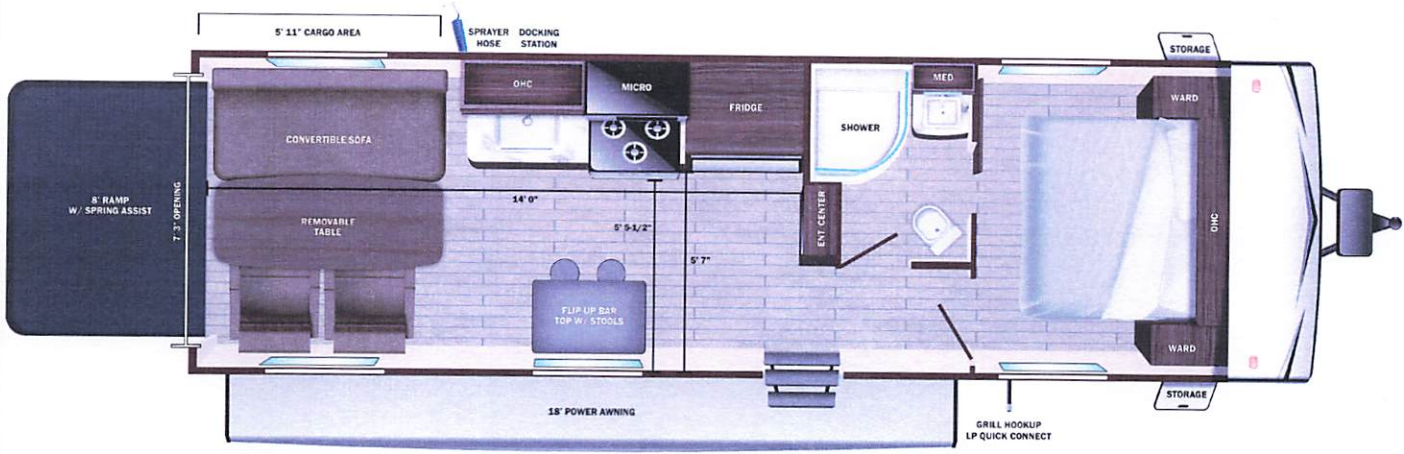 5' 11" CARGO AREA
SPRAYER
HOSE
DOCKING
STATION
STORAGE
OHC
MICRO
FRIDGE
SHOWER
MED
WARD
CONVERTIBLE SOFA
8' RAMP
W/ SPRING ASSIST
7' 3" OPENING
14' 0"
REMOVABLE
TABLE
5' 5-1/2"
5' 7"
ENT CENTER
OHC
FLIP-UP BAR
TOP W/ STOOLS
WARD
STORAGE
18' POWER AWNING
GRILL HOOKUP
LP QUICK CONNECT